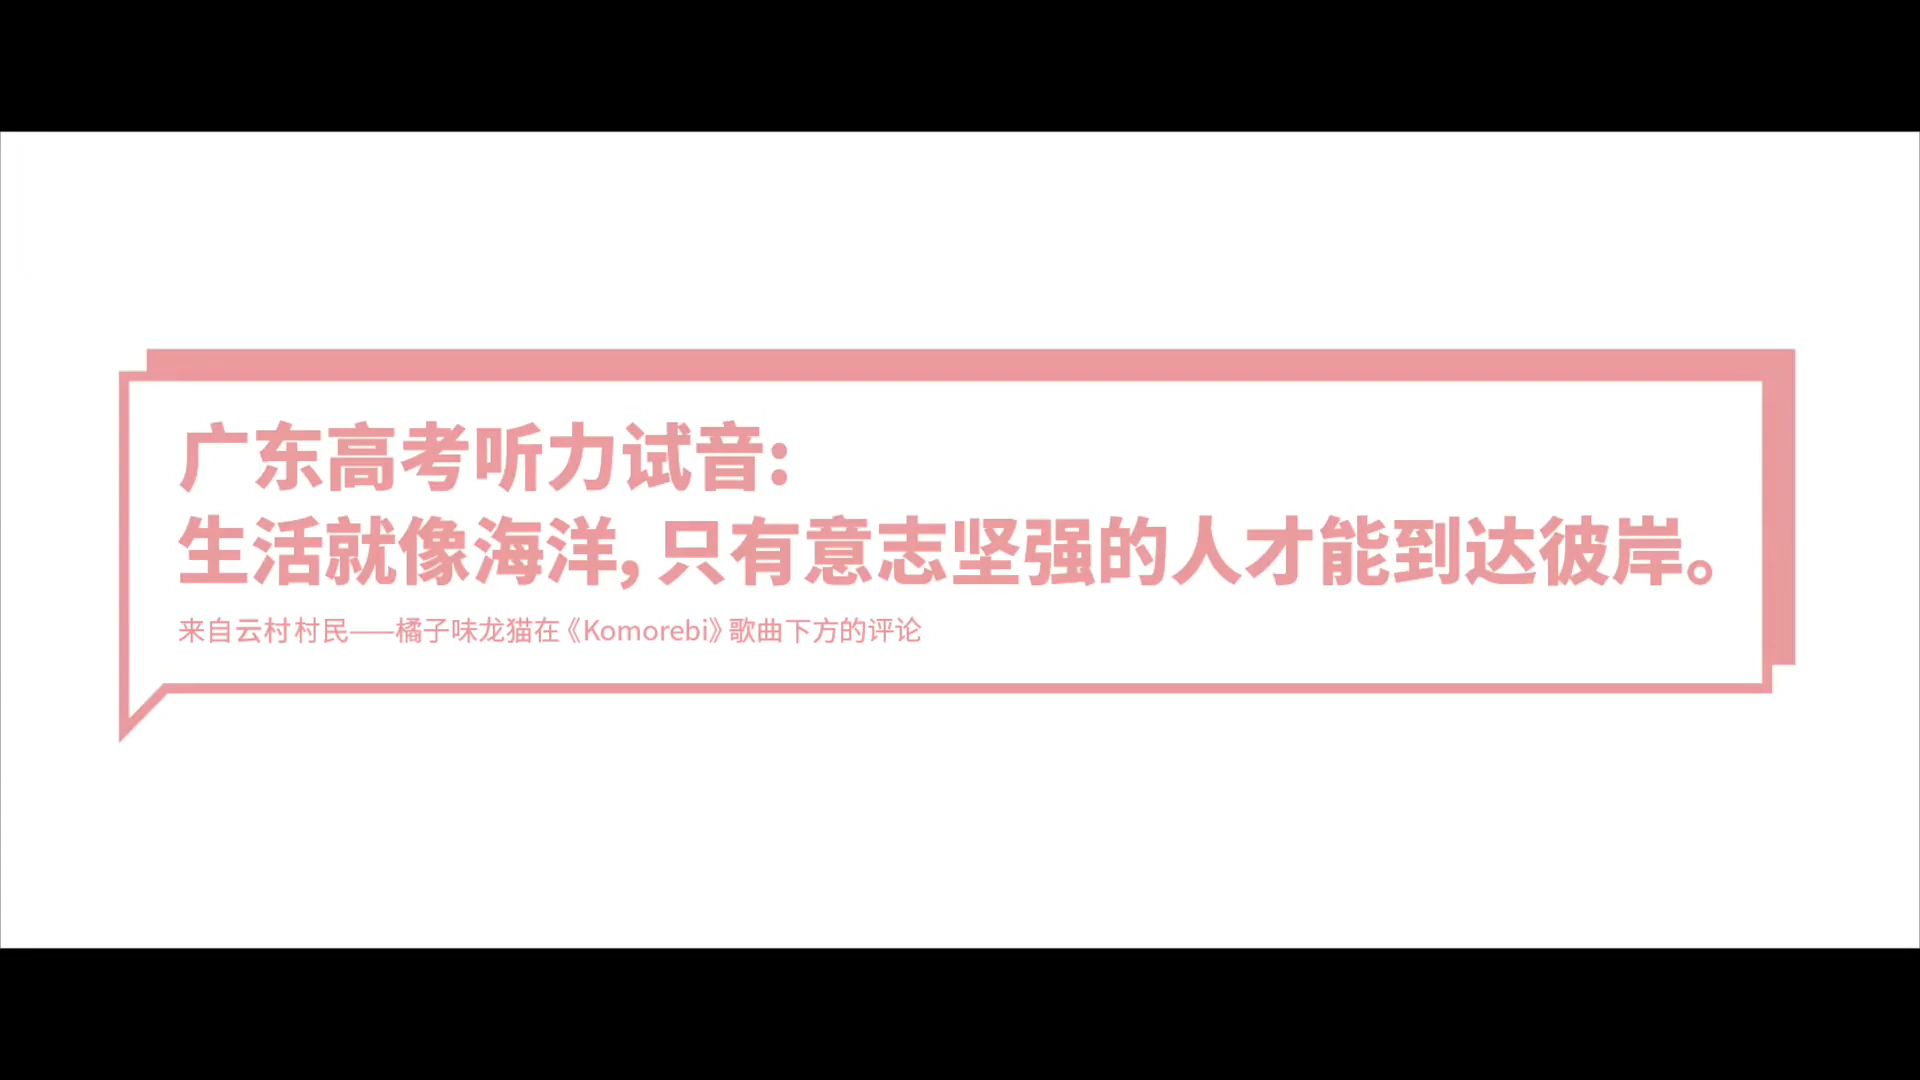 广东高考听力试音:
生活就像海洋, 只有意志坚强的人才能到达彼岸。
来自云村村民——橘子味龙猫在《Komorebi》歌曲下方的评论